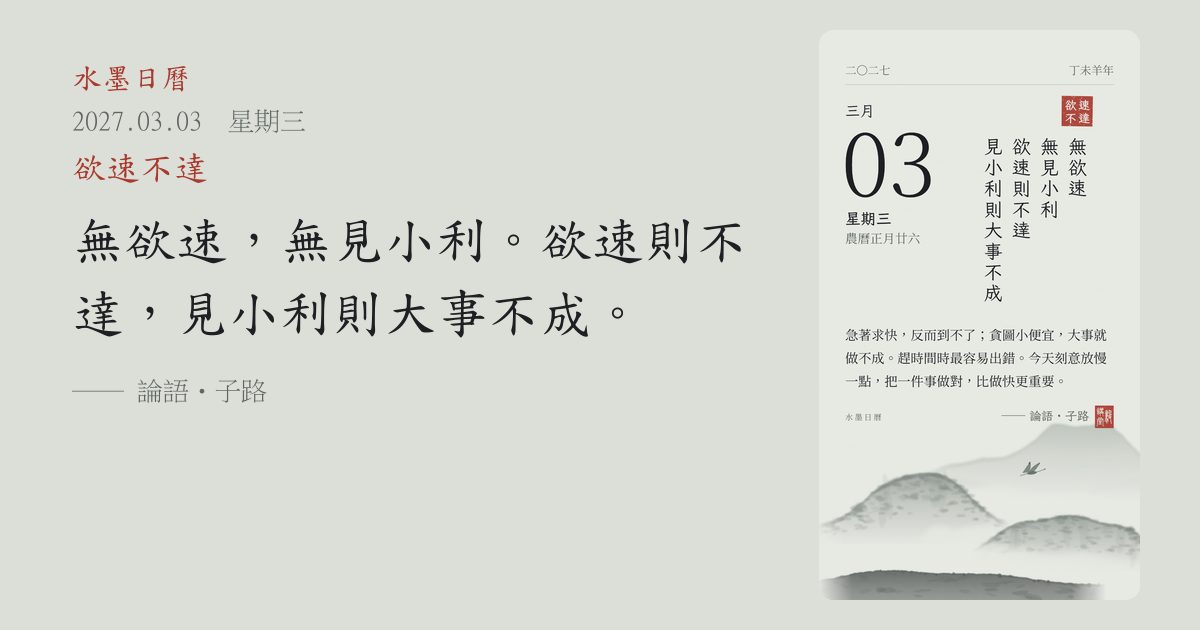 水墨日曆
2027.03.03 星期三
欲速不達
無欲速，無見小利。欲速則不
達，見小利則大事不成。
—— 論語・子路
二〇二七
丁未羊年
三月
03
星期三
農曆正月廿六
欲速不達
無欲速
無見小利
欲速則不達
見小利則大事不成
急著求快，反而到不了；貪圖小便宜，大事就
做不成。趕時間時最容易出錯。今天刻意放慢
一點，把一件事做對，比做快更重要。
水墨日曆
—— 論語・子路